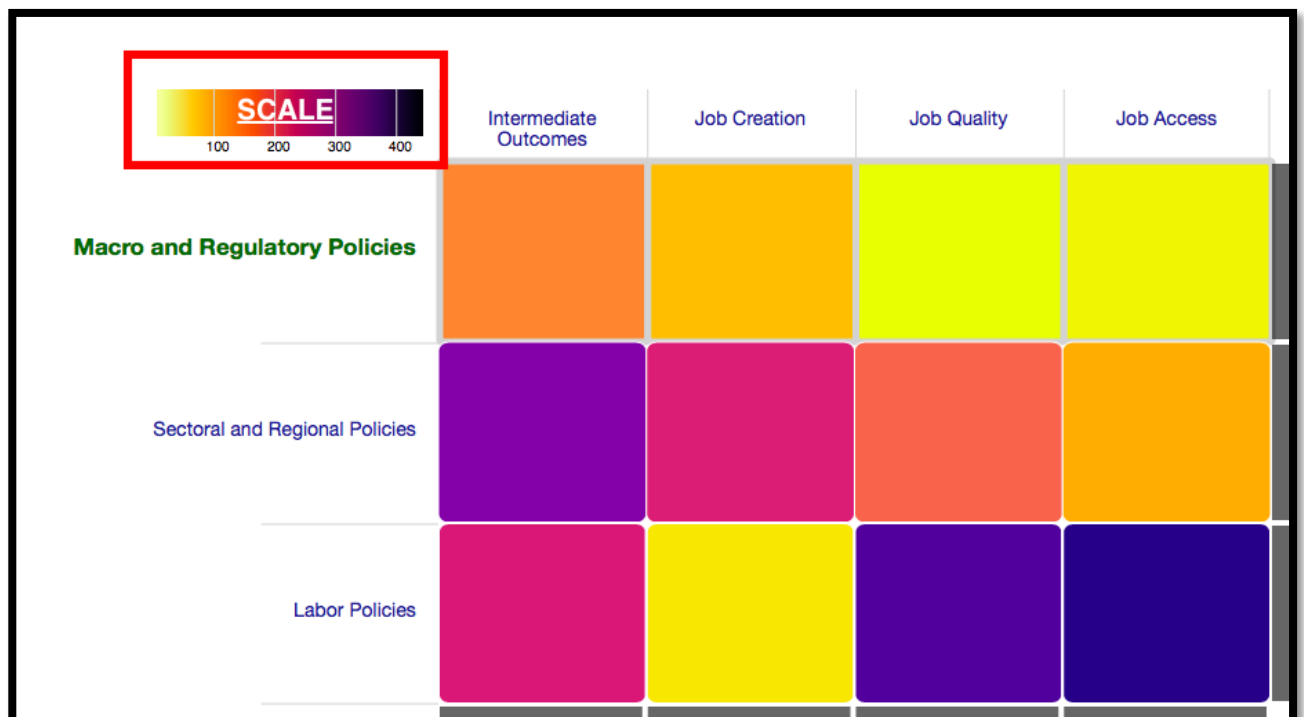 SCALE
100 200 300 400
Intermediate
Outcomes
Job Creation
Job Quality
Job Access
Macro and Regulatory Policies
Sectoral and Regional Policies
Labor Policies